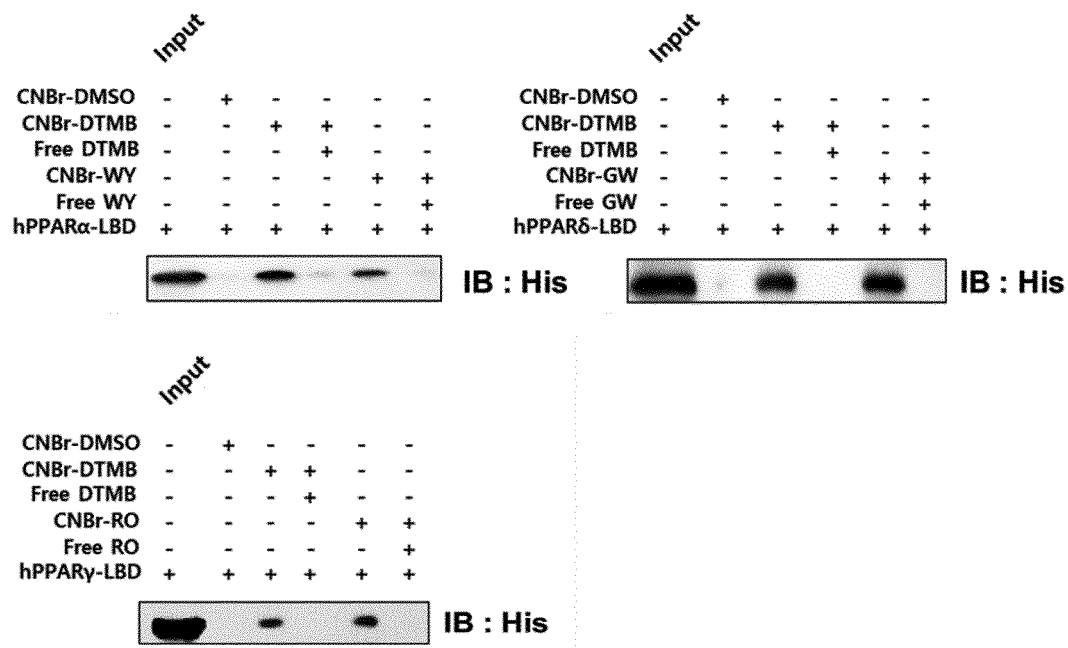 Input
CNBr-DMSO - + - - - -
CNBr-DTMB - - + + - -
Free DTMB - - - + - -
CNBr-WY - - - - + +
Free WY - - - - - +
hPPARα-LBD + + + + + +
IB : His
Input
CNBr-DMSO - + - - - -
CNBr-DTMB - - + + - -
Free DTMB - - - + - -
CNBr-GW - - - - + +
Free GW - - - - - +
hPPARδ-LBD + + + + + +
IB : His
Input
CNBr-DMSO - + - - - -
CNBr-DTMB - - + + - -
Free DTMB - - - + - -
CNBr-RO - - - - + +
Free RO - - - - - +
hPPARγ-LBD + + + + + +
IB : His